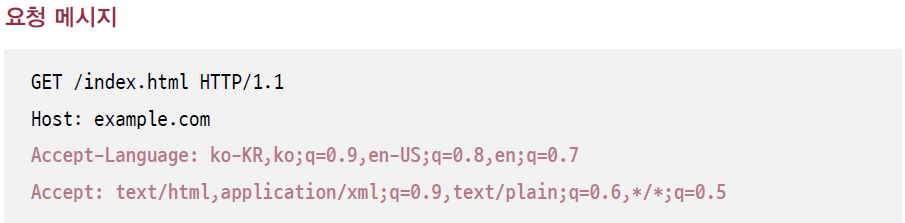 요청 메시지
GET /index.html HTTP/1.1
Host: example.com
Accept-Language: ko-KR,ko;q=0.9,en-US;q=0.8,en;q=0.7
Accept: text/html,application/xml;q=0.9,text/plain;q=0.6,*/*;q=0.5